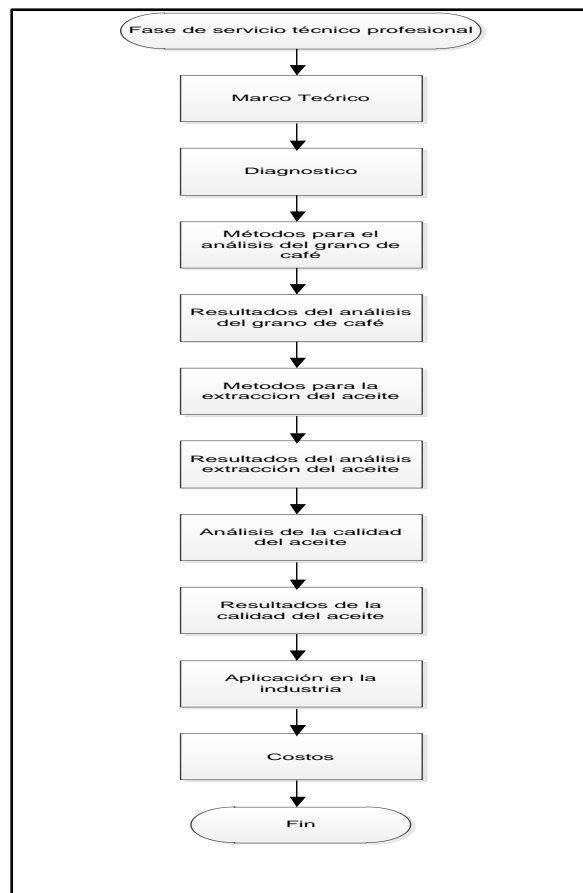 Fase de servicio técnico profesional
Marco Teórico
Diagnostico
Métodos para el
análisis del grano de
café
Resultados del análisis
del grano de café
Metodos para la
extraccion del aceite
Resultados del análisis
extracción del aceite
Análisis de la calidad
del aceite
Resultados de la
calidad del aceite
Aplicación en la
industria
Costos
Fin